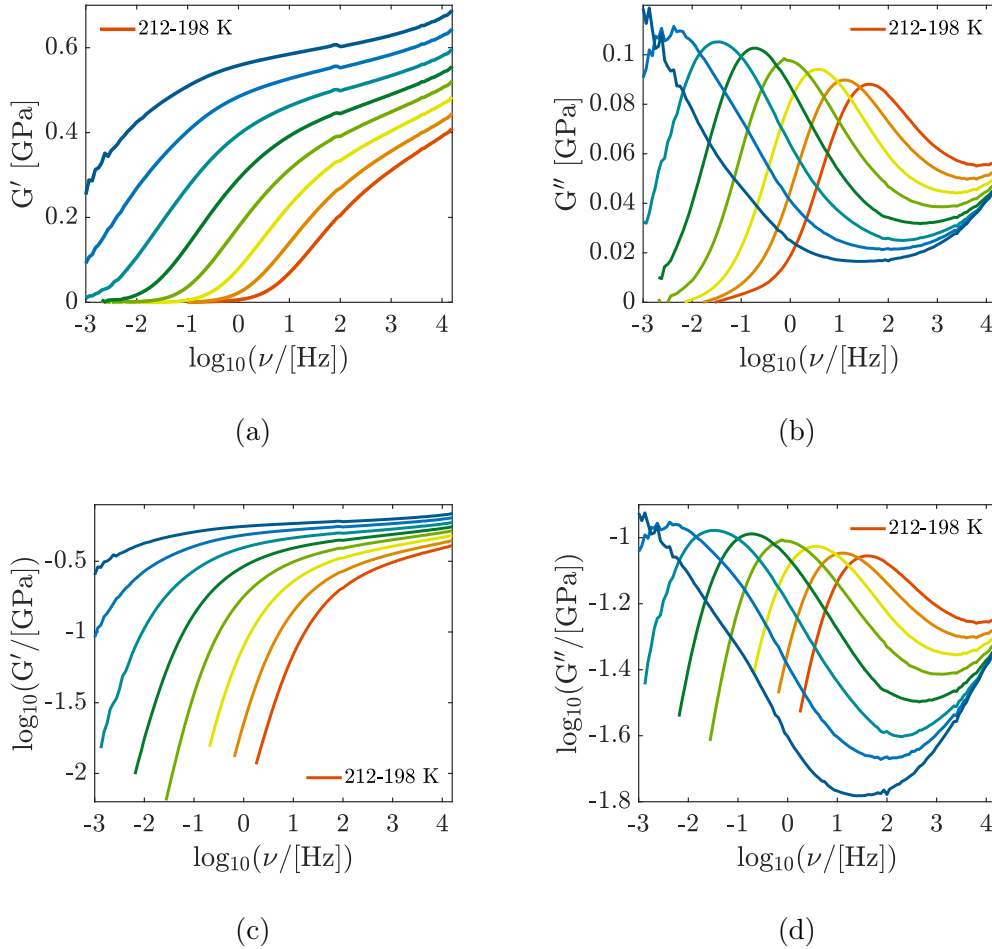 212-198 K
G′ [GPa]
0.6
0.4
0.2
0
-3 -2 -1 0 1 2 3 4
log₁₀(ν/[Hz])
(a)
212-198 K
G″ [GPa]
0.1
0.08
0.06
0.04
0.02
0
-3 -2 -1 0 1 2 3 4
log₁₀(ν/[Hz])
(b)
log₁₀(G′/[GPa])
-0.5
-1
-1.5
-2
212-198 K
-3 -2 -1 0 1 2 3 4
log₁₀(ν/[Hz])
(c)
212-198 K
log₁₀(G″/[GPa])
-1
-1.2
-1.4
-1.6
-1.8
-3 -2 -1 0 1 2 3 4
log₁₀(ν/[Hz])
(d)